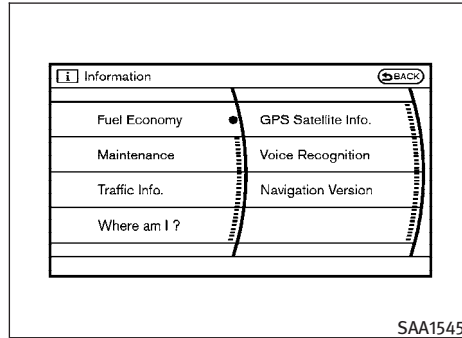 i Information
BACK
Fuel Economy
GPS Satellite Info.
Maintenance
Voice Recognition
Traffic Info.
Navigation Version
Where am I ?
SAA1545